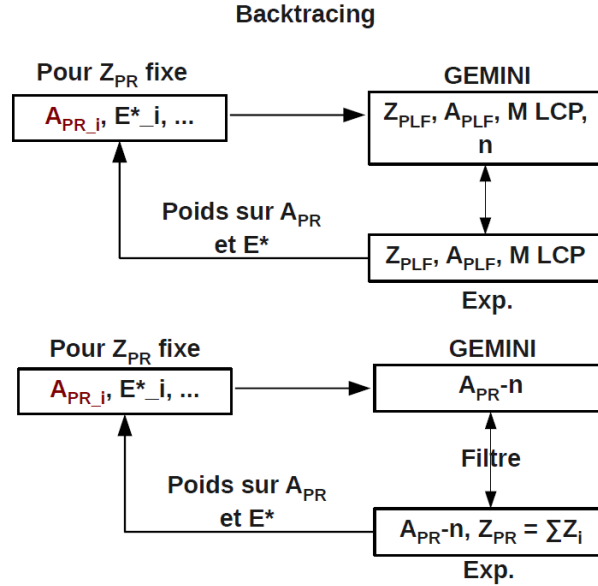 Backtracing
Pour Z_PR fixe
GEMINI
A_PR_i, E*_i, ...
Z_PLF, A_PLF, M LCP,
n
Poids sur A_PR
et E*
Z_PLF, A_PLF, M LCP
Exp.
Pour Z_PR fixe
GEMINI
A_PR_i, E*_i, ...
A_PR-n
Filtre
Poids sur A_PR
et E*
A_PR-n, Z_PR = ∑Z_i
Exp.